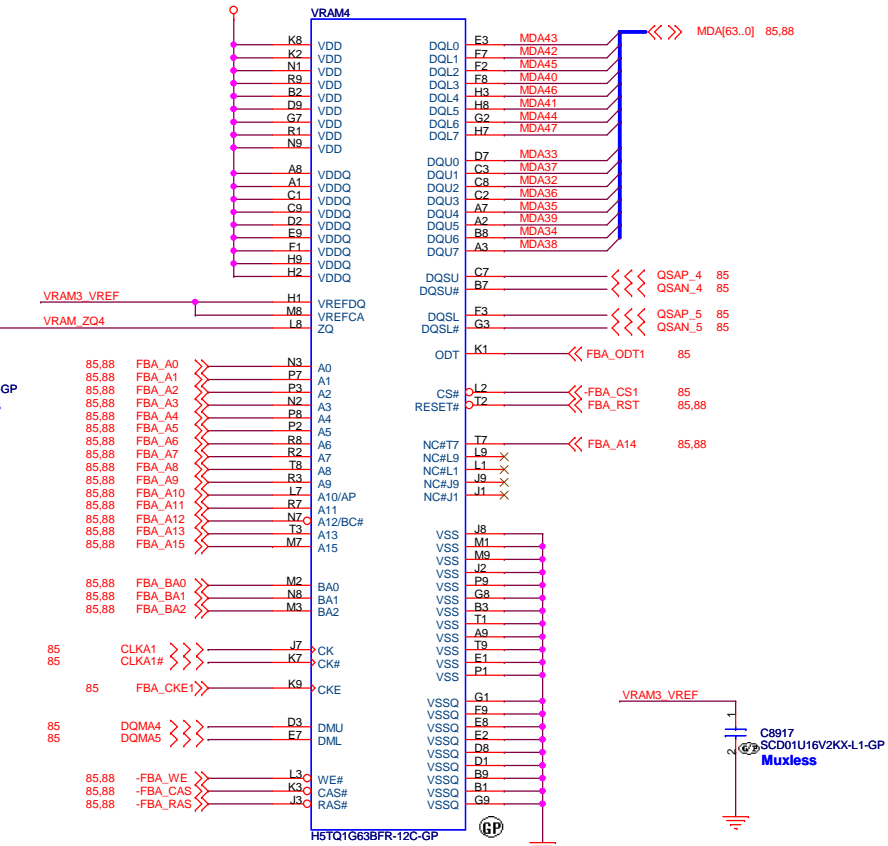 VRAM4
K8 VDD E3 DQL0 MDA43 MDA[63..0] 85,88
K2 VDD F7 DQL1 MDA42
N1 VDD F2 DQL2 MDA45
R9 VDD F8 DQL3 MDA40
B2 VDD H3 DQL4 MDA46
D9 VDD H8 DQL5 MDA41
G7 VDD G2 DQL6 MDA44
R1 VDD H7 DQL7 MDA47
N9 VDD
D7 DQU0 MDA33
A8 VDDQ C3 DQU1 MDA37
A1 VDDQ C8 DQU2 MDA32
C1 VDDQ C2 DQU3 MDA36
C9 VDDQ A7 DQU4 MDA35
D2 VDDQ A2 DQU5 MDA39
E9 VDDQ B8 DQU6 MDA34
F1 VDDQ A3 DQU7 MDA38
H9 VDDQ
H2 VDDQ C7 DQSU QSAP_4 85
B7 DQSU# QSAN_4 85
VRAM3_VREF H1 VREFDQ
M8 VREFCA F3 DQSL QSAP_5 85
VRAM_ZQ4 L8 ZQ G3 DQSL# QSAN_5 85
K1 ODT FBA_ODT1 85
85,88 FBA_A0 N3 A0
85,88 FBA_A1 P7 A1
-GP
85,88 FBA_A2 P3 A2 L2 CS# -FBA_CS1 85
85,88 FBA_A3 N2 A3 T2 RESET# FBA_RST 85,88
85,88 FBA_A4 P8 A4
85,88 FBA_A5 P2 A5
85,88 FBA_A6 R8 A6 T7 NC#T7 FBA_A14 85,88
85,88 FBA_A7 R2 A7 L9 NC#L9
85,88 FBA_A8 T8 A8 L1 NC#L1
85,88 FBA_A9 R3 A9 J9 NC#J9
85,88 FBA_A10 L7 A10/AP J1 NC#J1
85,88 FBA_A11 R7 A11
85,88 FBA_A12 N7 A12/BC#
85,88 FBA_A13 T3 A13 J8 VSS
85,88 FBA_A15 M7 A15 M1 VSS
M9 VSS
J2 VSS
85,88 FBA_BA0 M2 BA0 P9 VSS
85,88 FBA_BA1 N8 BA1 G8 VSS
85,88 FBA_BA2 M3 BA2 B3 VSS
T1 VSS
A9 VSS
85 CLKA1 J7 CK T9 VSS
85 CLKA1# K7 CK# E1 VSS
P1 VSS
85 FBA_CKE1 K9 CKE
G1 VSSQ VRAM3_VREF
F9 VSSQ
85 DQMA4 D3 DMU E8 VSSQ 1
85 DQMA5 E7 DML E2 VSSQ C8917
D8 VSSQ 2 GP SCD01U16V2KX-L1-GP
D1 VSSQ Muxless
85,88 -FBA_WE L3 WE# B9 VSSQ
85,88 -FBA_CAS K3 CAS# B1 VSSQ
85,88 -FBA_RAS J3 RAS# G9 VSSQ
GP
H5TQ1G63BFR-12C-GP